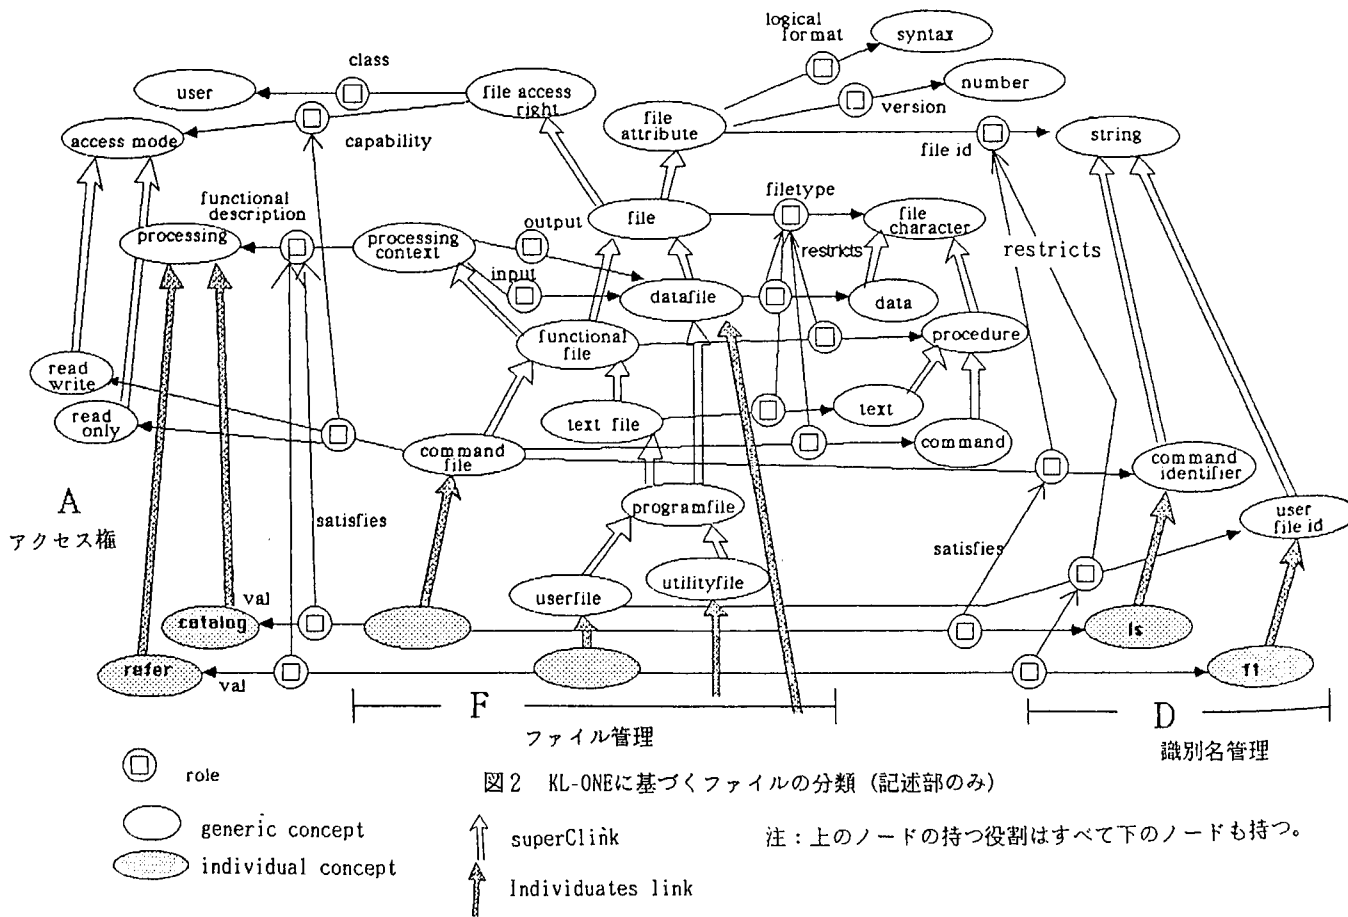 logical
format
syntax
class
number
user
file access
right
version
file
attribute
access mode
capability
file id
string
functional
description
filetype
output
file
file
character
processing
processing
context
restricts
restricts
input
datafile
data
functional
file
procedure
read
write
read
only
text file
text
command
file
command
command
identifier
A
アクセス権
satisfies
programfile
user
file id
satisfies
utilityfile
userfile
val
catalog
ls
refer
val
f1
F
D
ファイル管理
識別名管理
role
図2 KL-ONEに基づくファイルの分類 (記述部のみ)
generic concept
superClink
注:上のノードの持つ役割はすべて下のノードも持つ。
individual concept
Individuates link